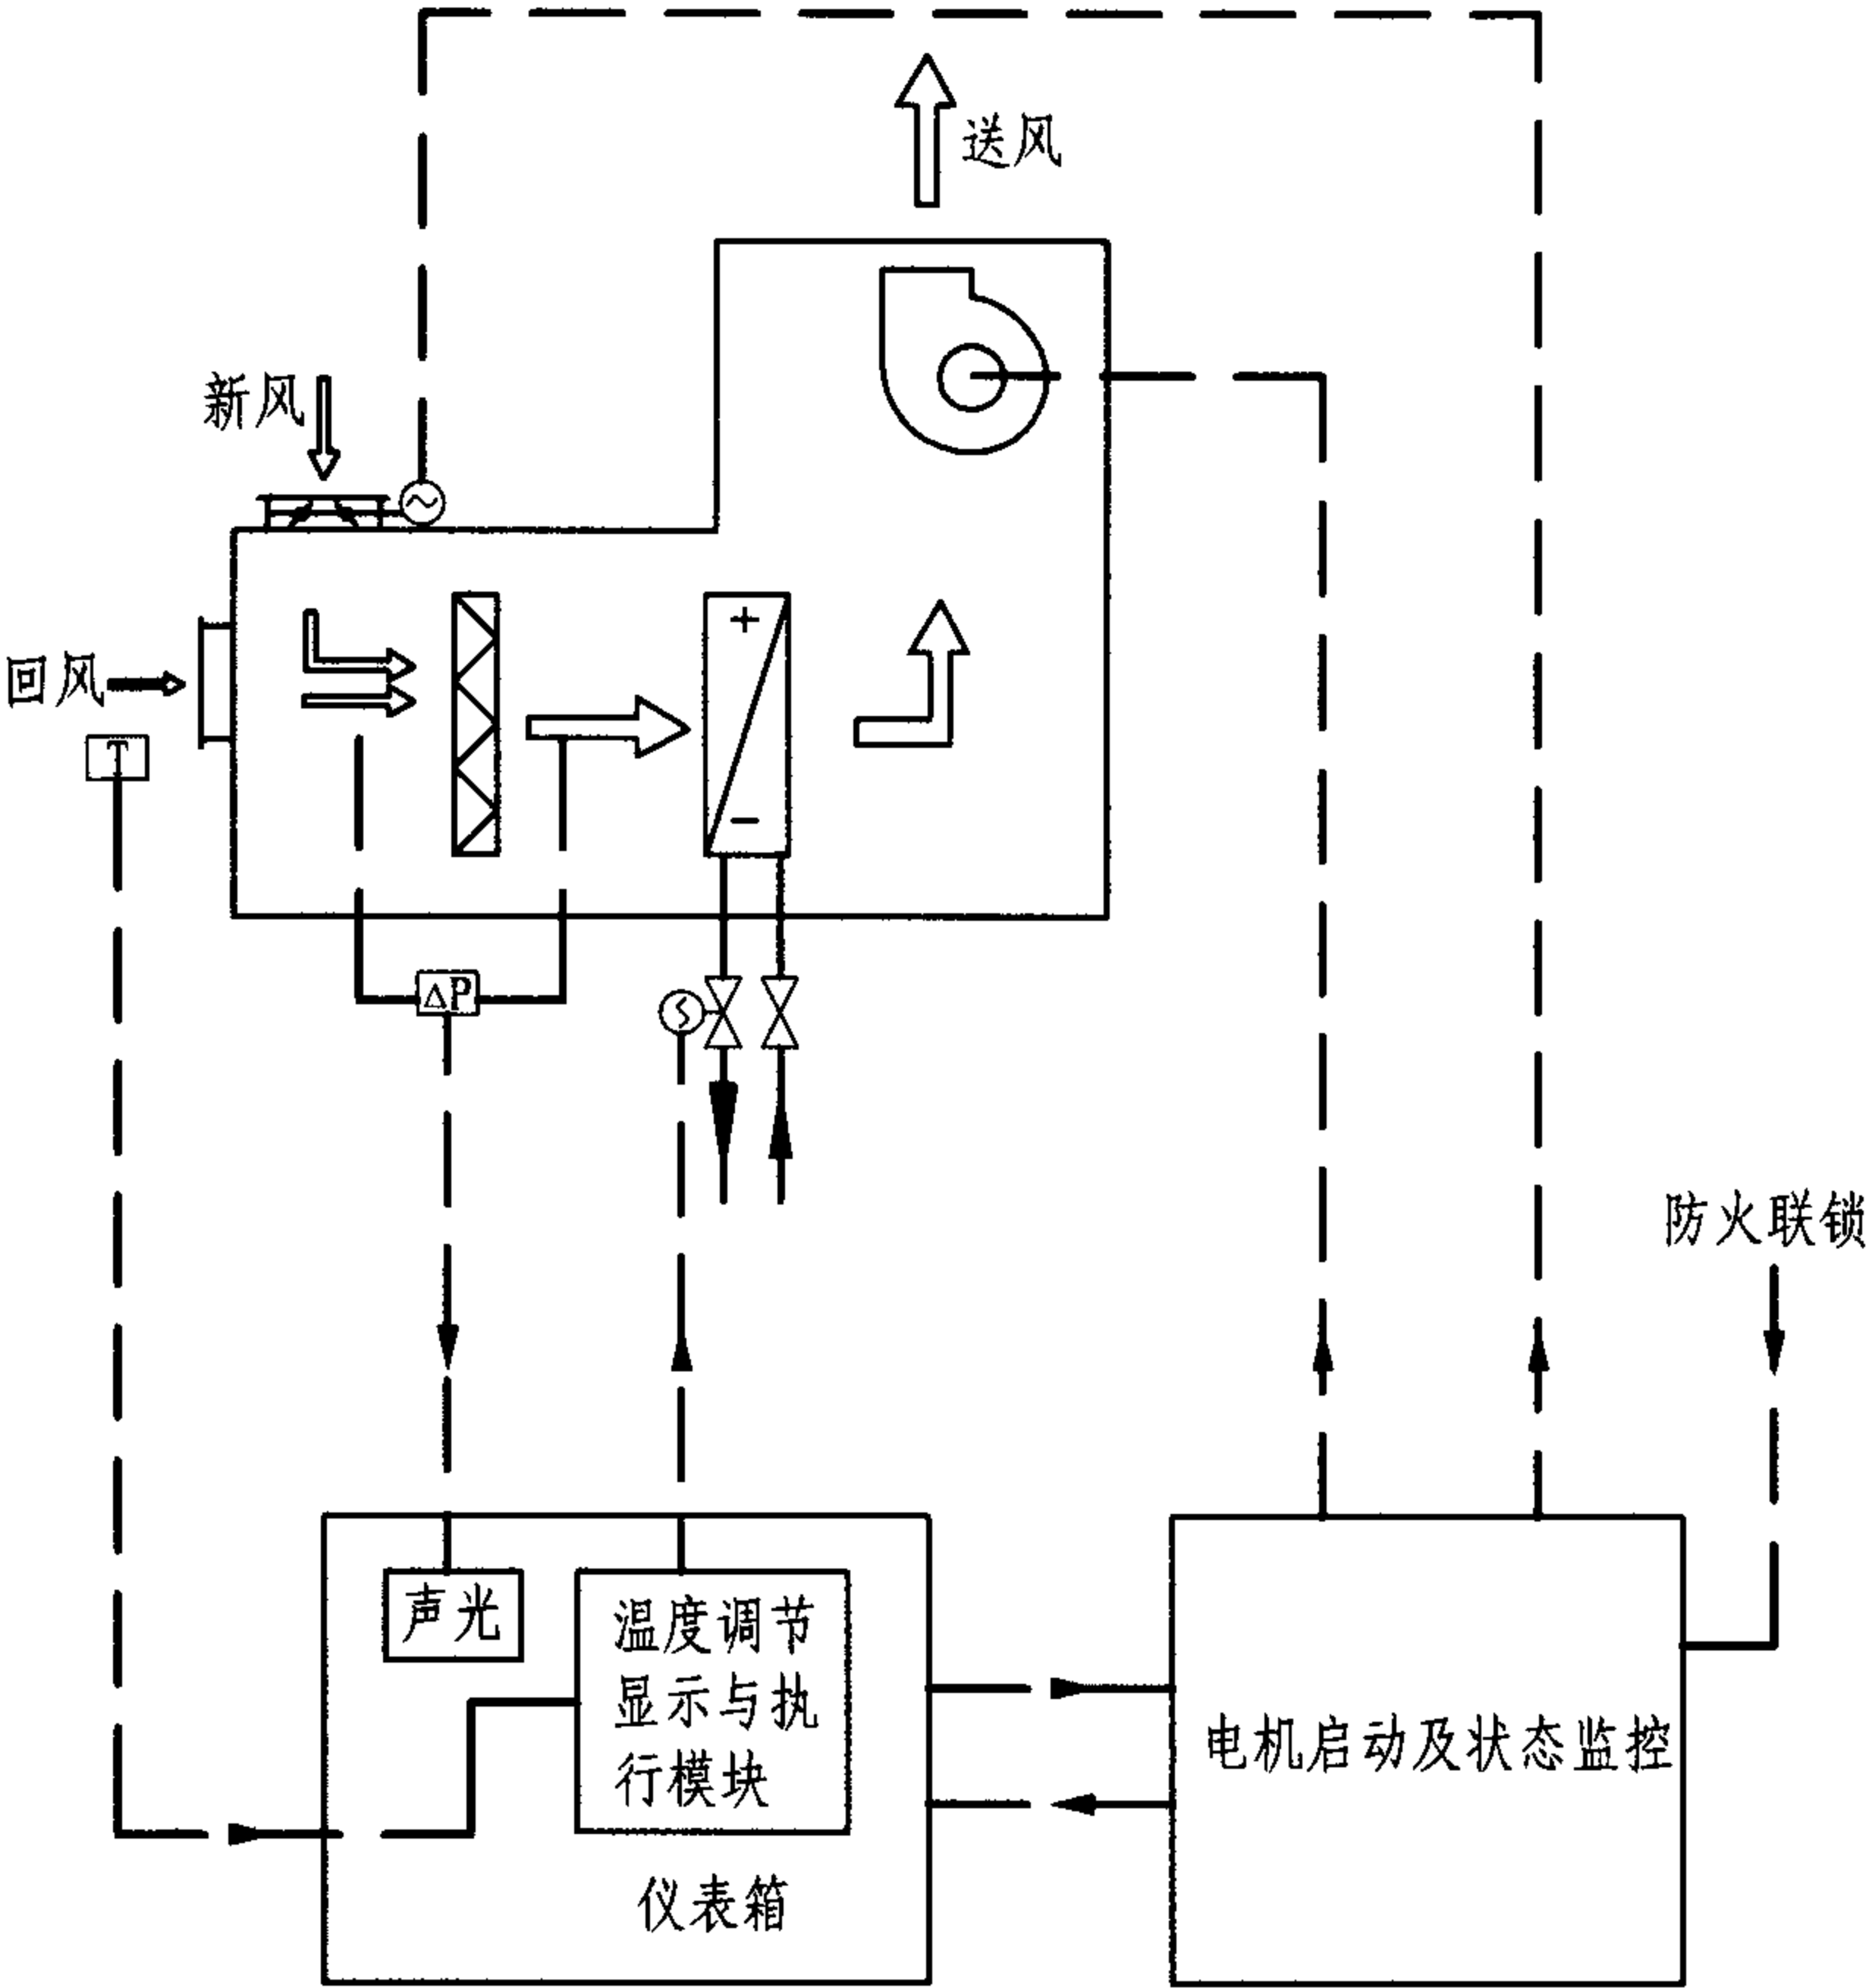 送风
新风
回风
T
+
−
ΔP
防火联锁
声光
温度调节
显示与执
行模块
电机启动及状态监控
仪表箱